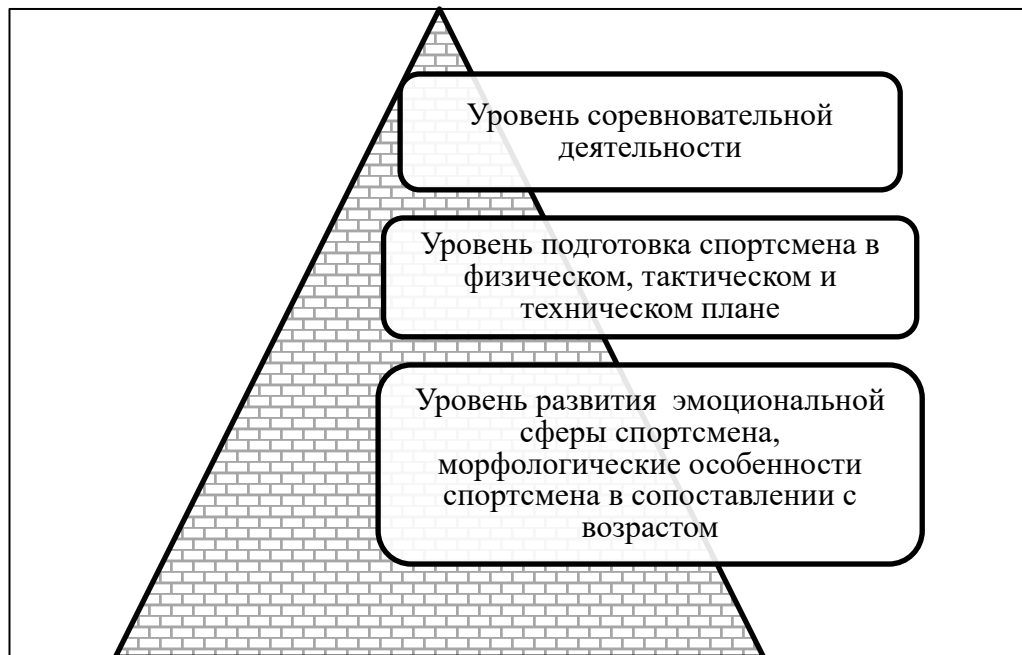 Уровень соревновательной
деятельности
Уровень подготовка спортсмена в
физическом, тактическом и
техническом плане
Уровень развития  эмоциональной
сферы спортсмена,
морфологические особенности
спортсмена в сопоставлении с
возрастом